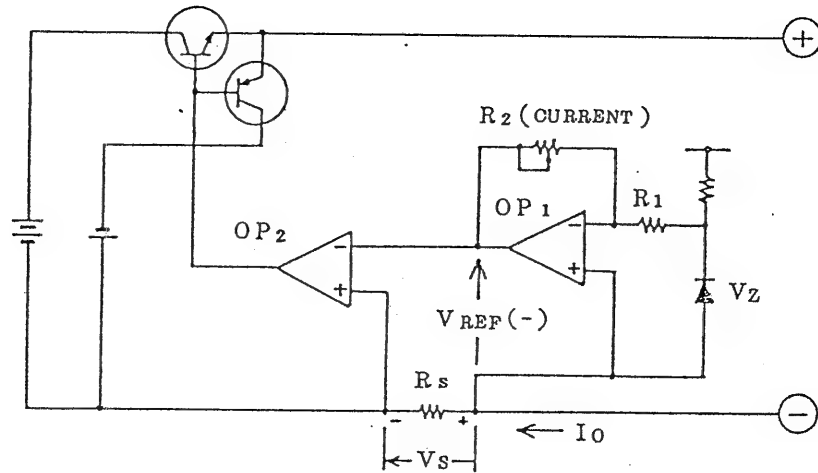 +
R2 (CURRENT)
R1
OP1
-
+
OP2
-
+
VZ
VREF (-)
RS
-
+
IO
VS
-